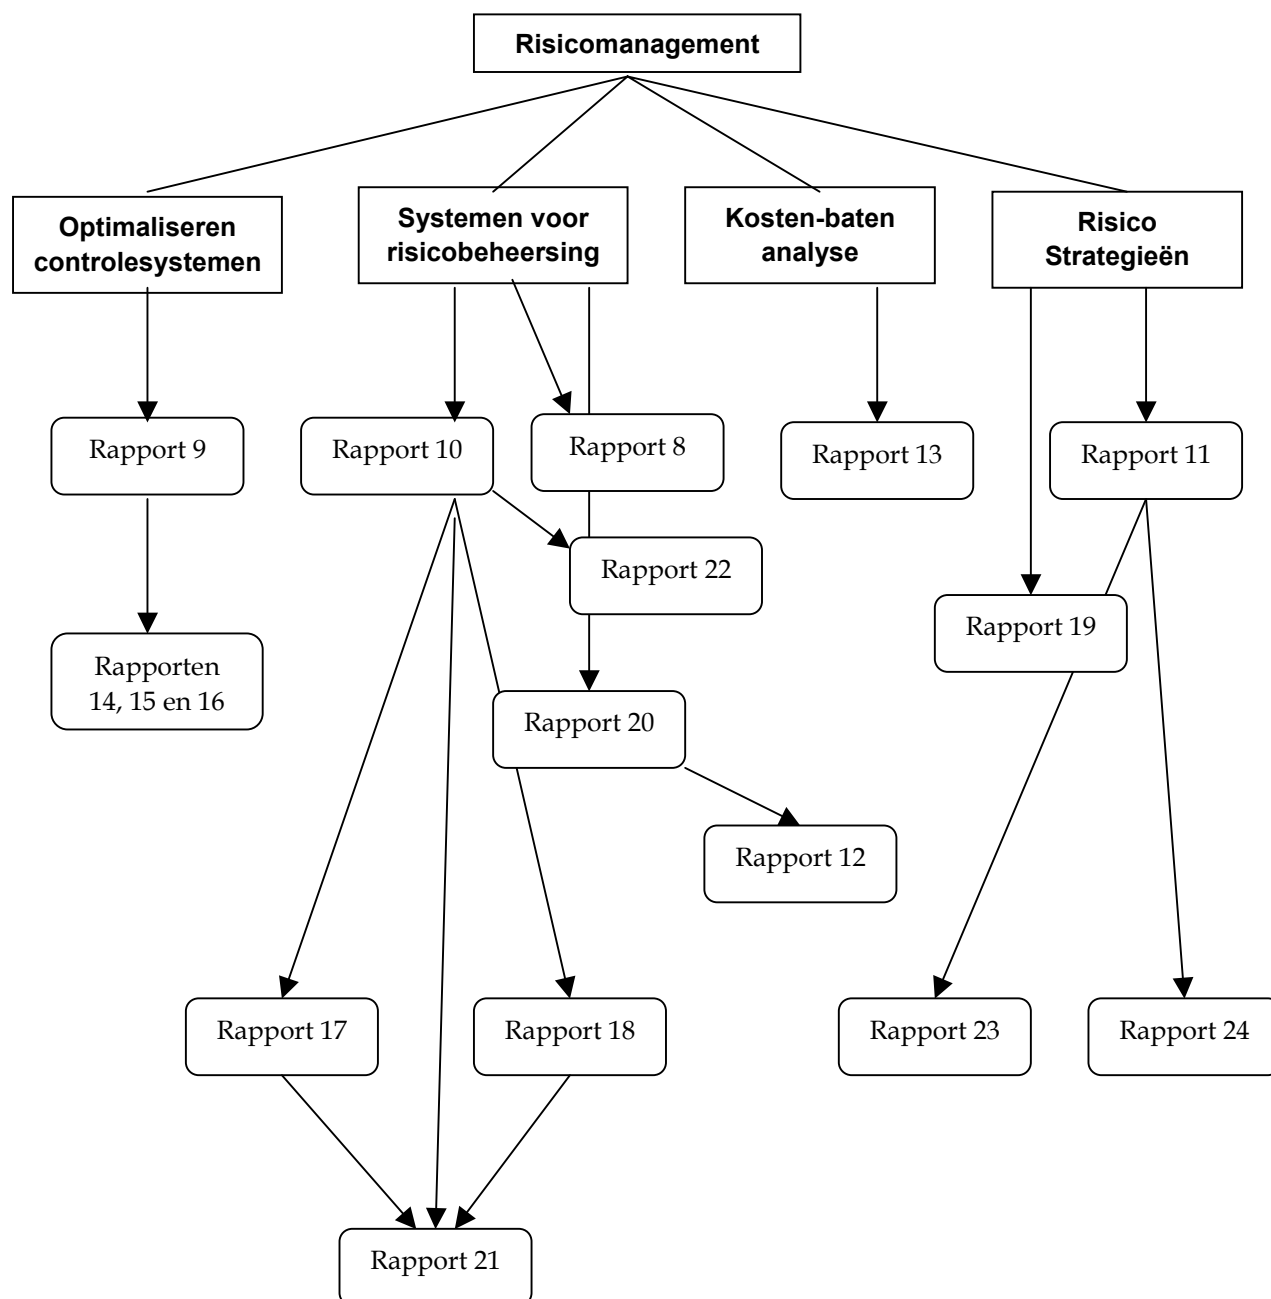 Risicomanagement
Optimaliseren
controlesystemen
Systemen voor
risicobeheersing
Kosten-baten
analyse
Risico
Strategieën
Rapport 9
Rapport 10
Rapport 8
Rapport 13
Rapport 11
Rapport 22
Rapport 19
Rapporten
14, 15 en 16
Rapport 20
Rapport 12
Rapport 17
Rapport 18
Rapport 23
Rapport 24
Rapport 21